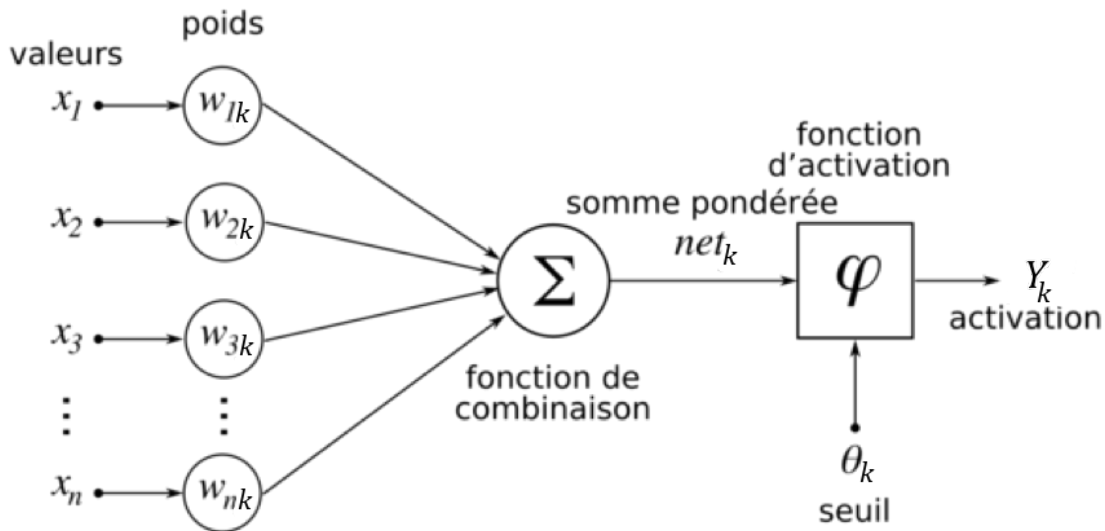 poids
valeurs
x₁
w₁ₖ
x₂
w₂ₖ
x₃
w₃ₖ
⋮
⋮
xₙ
wₙₖ
Σ
fonction de
combinaison
somme pondérée
netₖ
fonction
d'activation
φ
Yₖ
activation
θₖ
seuil